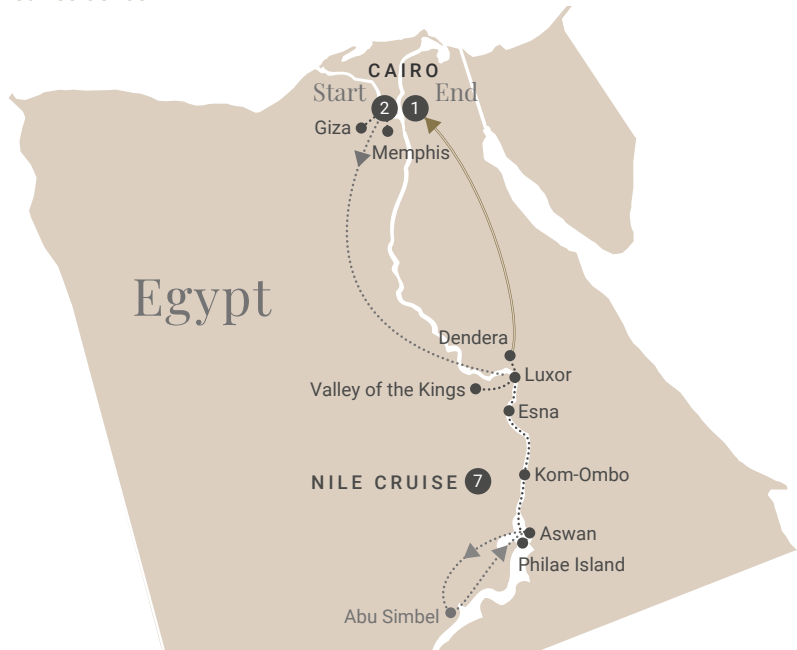 CAIRO
Start
2
1
End
Giza
Memphis
Egypt
Dendera
Luxor
Valley of the Kings
Esna
NILE CRUISE
7
Kom-Ombo
Aswan
Philae Island
Abu Simbel